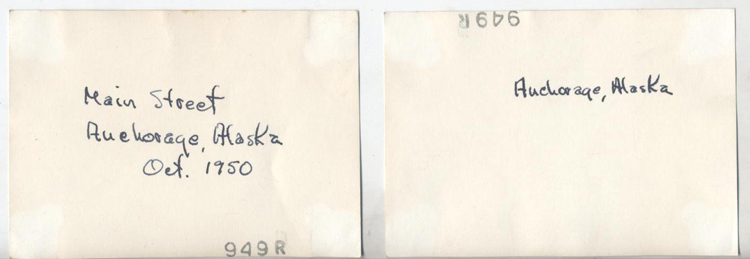 Main Street
Anchorage, Alaska
Oct. 1950
949R
949R
Anchorage, Alaska